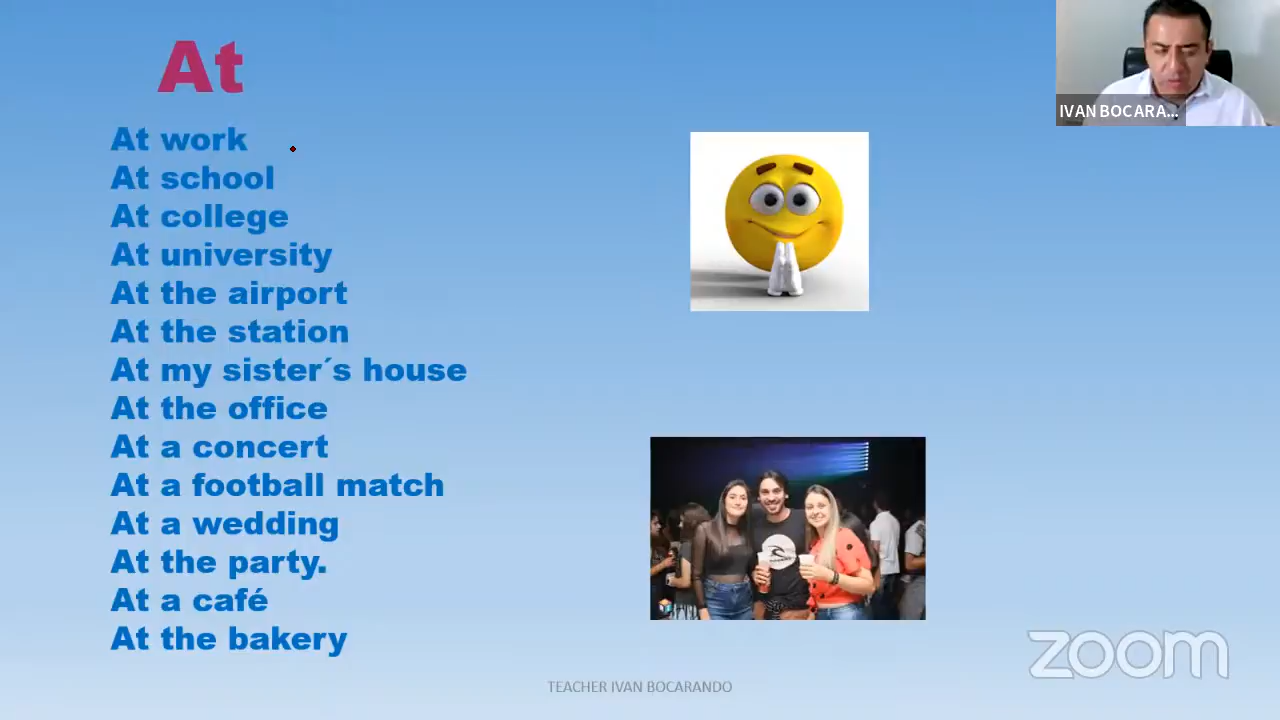 At
At work
At school
At college
At university
At the airport
At the station
At my sister´s house
At the office
At a concert
At a football match
At a wedding
At the party.
At a café
At the bakery
IVAN BOCARA...
zoom
TEACHER IVAN BOCARANDO